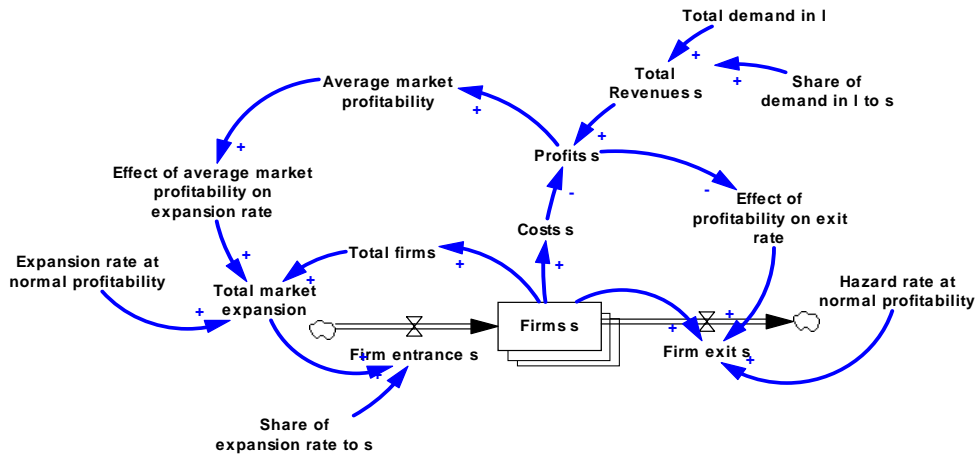 Total demand in l
Total
Revenues s
Share of
demand in l to s
Average market
profitability
Profits s
Effect of average market
profitability on
expansion rate
Effect of
profitability on exit
rate
Costs s
Expansion rate at
normal profitability
Total firms
Total market
expansion
Hazard rate at
normal profitability
Firms s
Firm entrance s
Firm exit s
Share of
expansion rate to s
+
+
+
+
-
-
+
+
+
+
+
+
+
+
+
+
+